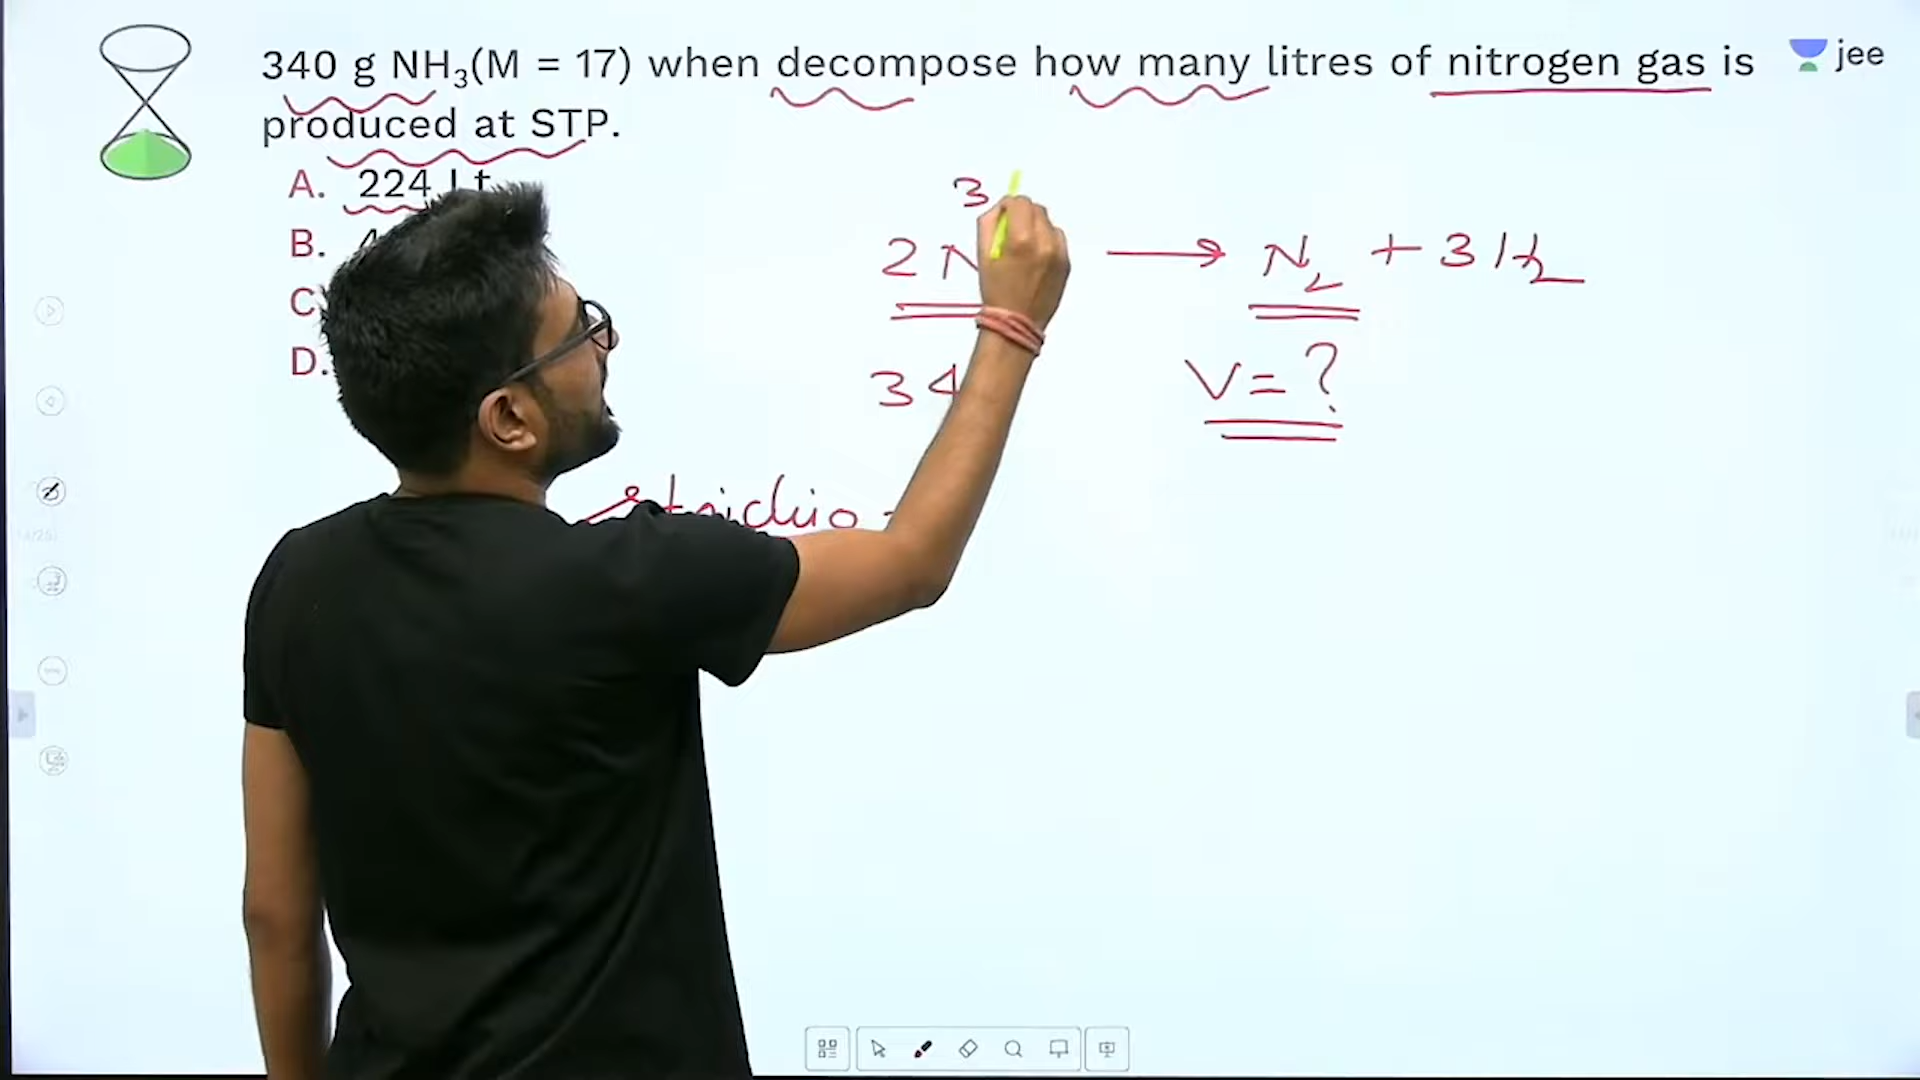 340 g NH₃(M = 17) when decompose how many litres of nitrogen gas is
produced at STP.
jee
A. 224 Lt
B.
C
D.
3
2 N → N₂ + 3H₂
34
V = ?